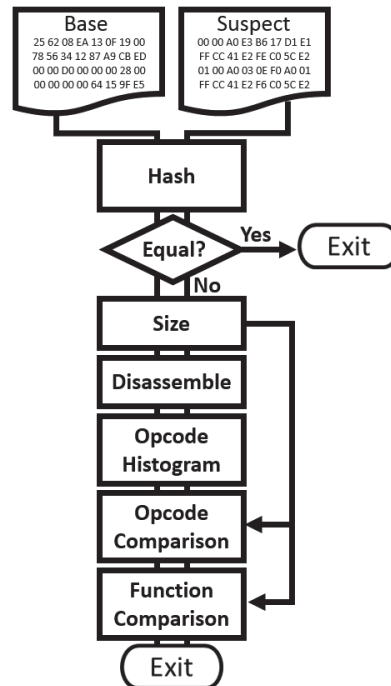 Base
25 62 08 EA 13 0F 19 00
78 56 34 12 87 A9 CB ED
00 00 D0 00 00 00 28 00
00 00 00 00 64 15 9F E5
Suspect
00 00 A0 E3 B6 17 D1 E1
FF CC 41 E2 FE C0 5C E2
01 00 A0 03 0E F0 A0 01
FF CC 41 E2 F6 C0 5C E2
Hash
Equal?
Yes
Exit
No
Size
Disassemble
Opcode
Histogram
Opcode
Comparison
Function
Comparison
Exit